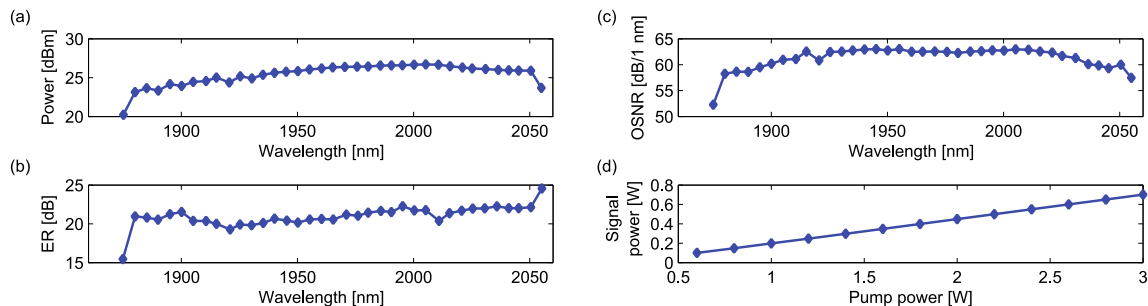 (a)
30
25
20
Power [dBm]
1900
1950
2000
2050
Wavelength [nm]
(b)
25
20
15
ER [dB]
1900
1950
2000
2050
Wavelength [nm]
(c)
65
60
55
50
OSNR [dB/1 nm]
1900
1950
2000
2050
Wavelength [nm]
(d)
0.8
0.6
0.4
0.2
0
Signal
power [W]
0.5
1
1.5
2
2.5
3
Pump power [W]